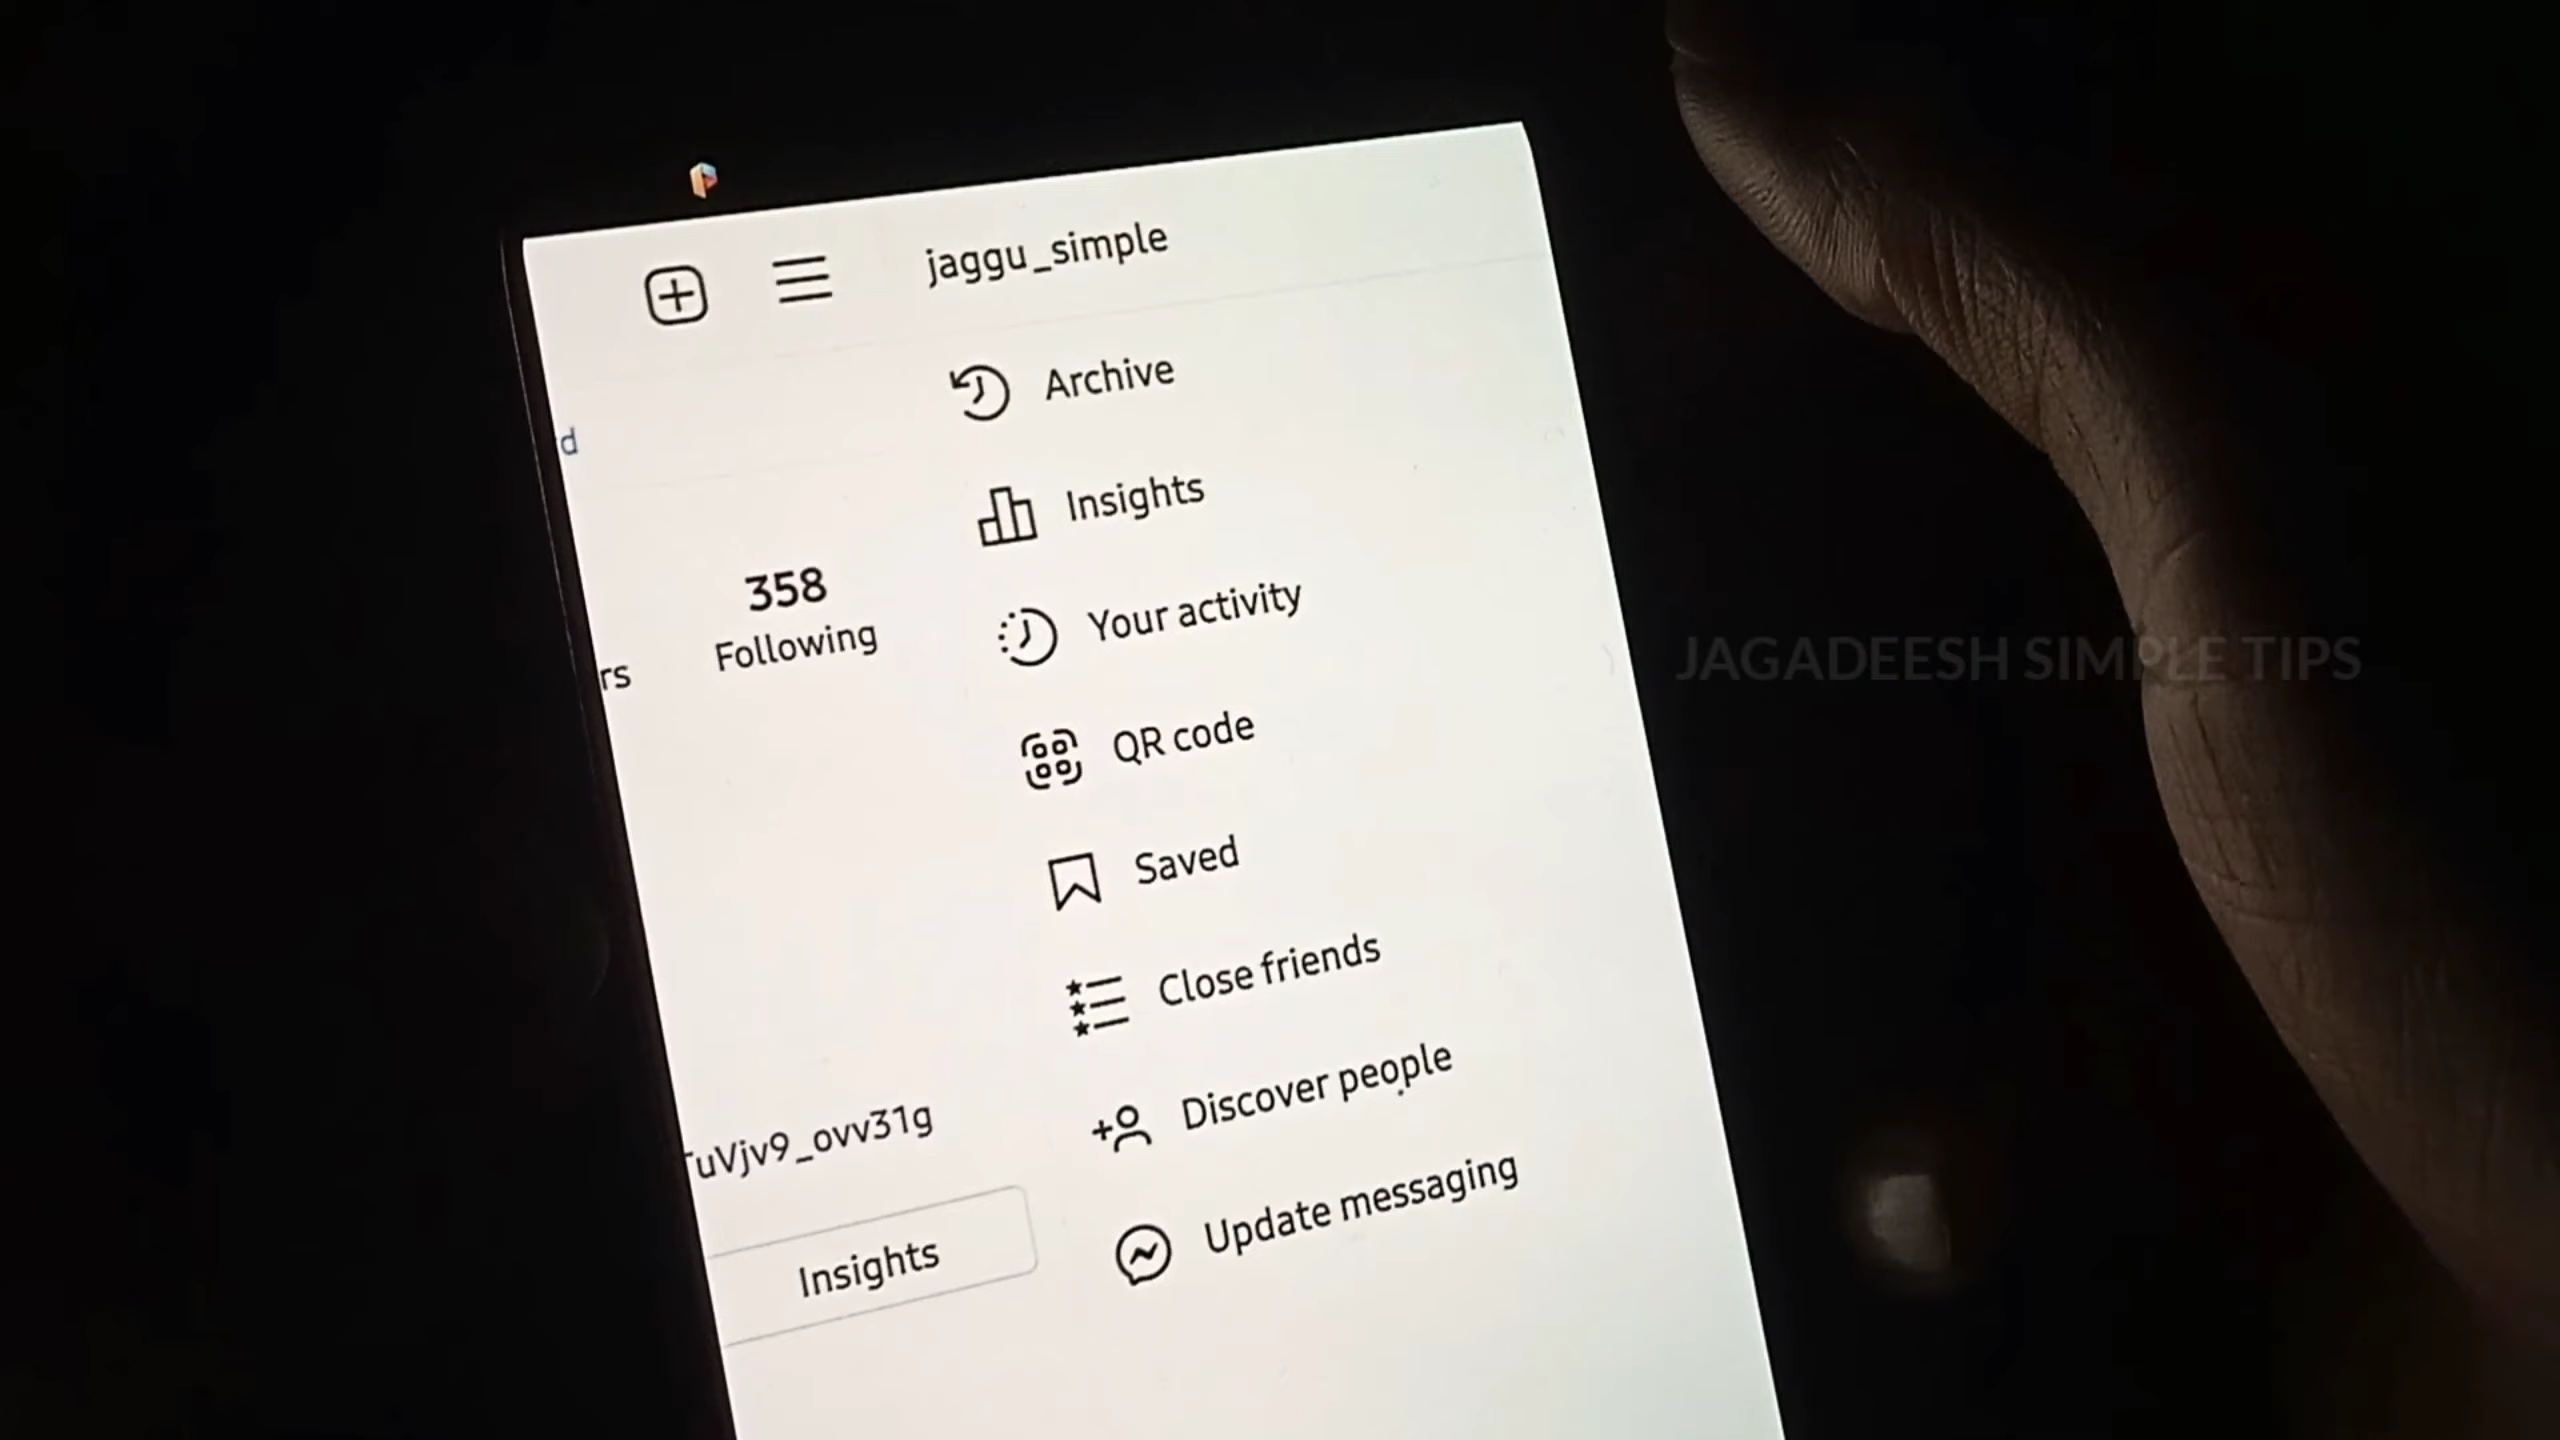 jaggu_simple
d
Archive
Insights
358
Following
rs
Your activity
QR code
Saved
Close friends
Discover people
uVjv9_ovv31g
Update messaging
Insights
JAGADEESH SIMPLE TIPS